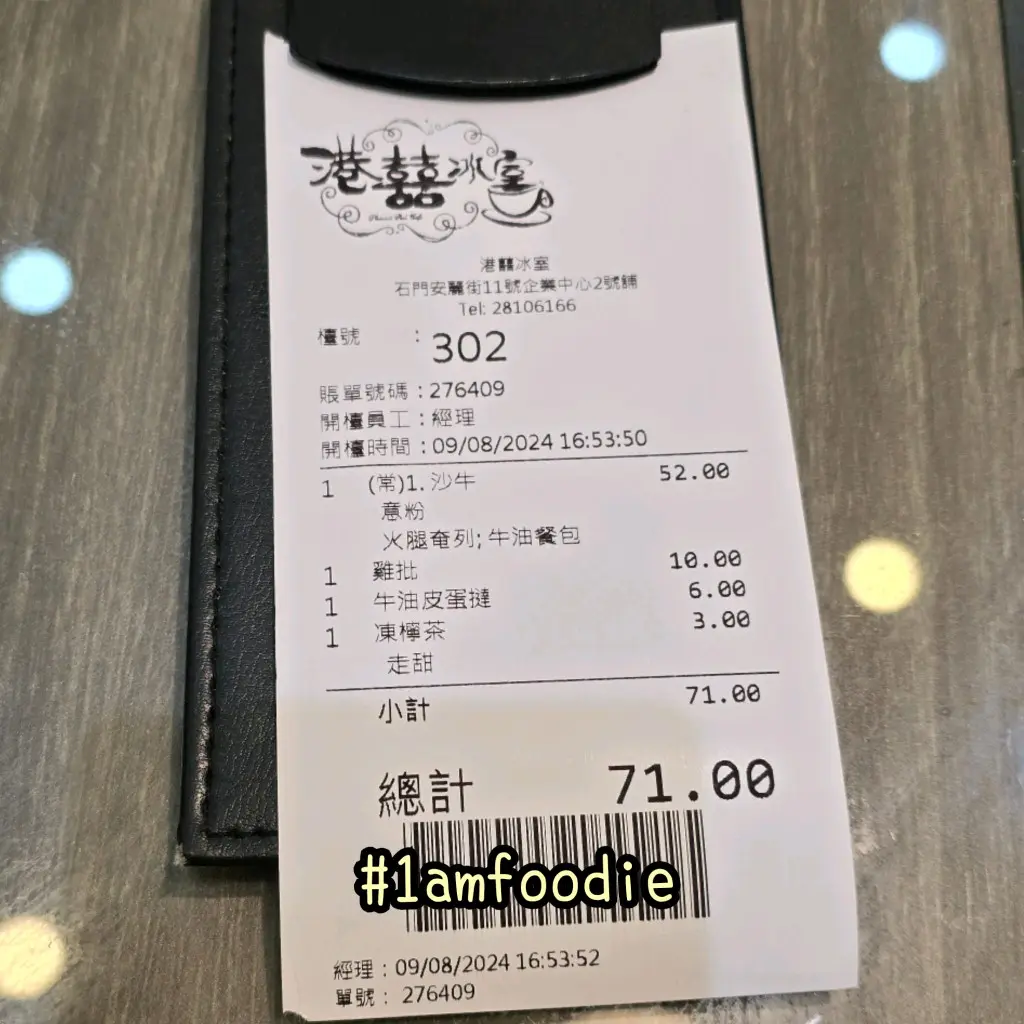 港囍冰室
港囍冰室
石門安麗街11號企業中心2號舖
Tel: 28106166
檯號 : 302
賬單號碼 : 276409
開檯員工 : 經理
開檯時間 : 09/08/2024 16:53:50
1 (常)1. 沙牛 52.00
意粉
火腿奄列; 牛油餐包
1 雞批 10.00
1 牛油皮蛋撻 6.00
1 凍檸茶 3.00
走甜
小計 71.00
總計 71.00
#1amfoodie
經理 : 09/08/2024 16:53:52
單號 : 276409